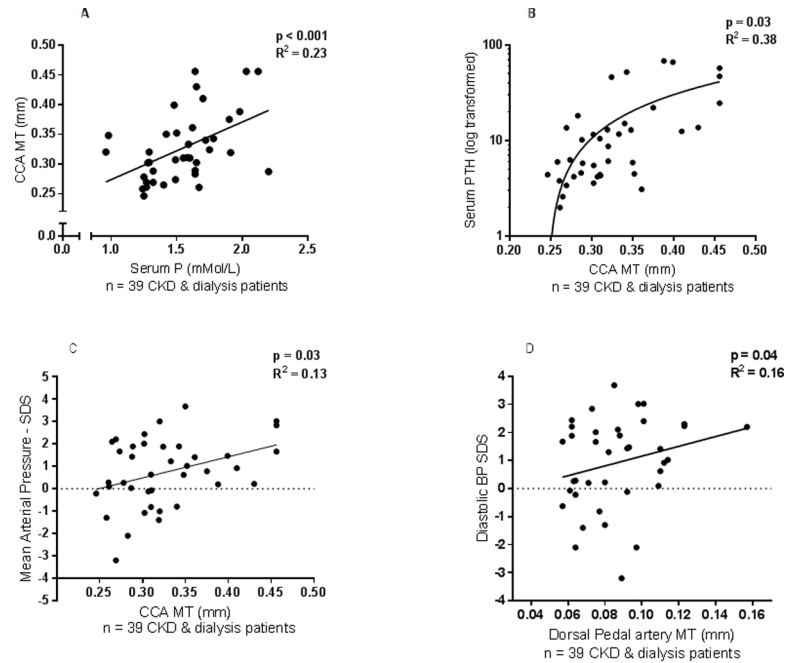 A
p < 0.001
R² = 0.23
CCA MT (mm)
0.50
0.45
0.40
0.35
0.30
0.25
0.0
0.0
1.0
1.5
2.0
2.5
Serum P (mMol/L)
n = 39 CKD & dialysis patients
B
p = 0.03
R² = 0.38
Serum PTH (log transformed)
100
10
1
0.20
0.25
0.30
0.35
0.40
0.45
0.50
CCA MT (mm)
n = 39 CKD & dialysis patients
C
p = 0.03
R² = 0.13
Mean Arterial Pressure - SDS
5
4
3
2
1
0
-1
-2
-3
-4
-5
0.25
0.30
0.35
0.40
0.45
0.50
CCA MT (mm)
n = 39 CKD & dialysis patients
D
p = 0.04
R² = 0.16
Diastolic BP SDS
4
3
2
1
0
-1
-2
-3
-4
0.04
0.06
0.08
0.10
0.12
0.14
0.16
Dorsal Pedal artery MT (mm)
n = 39 CKD & dialysis patients